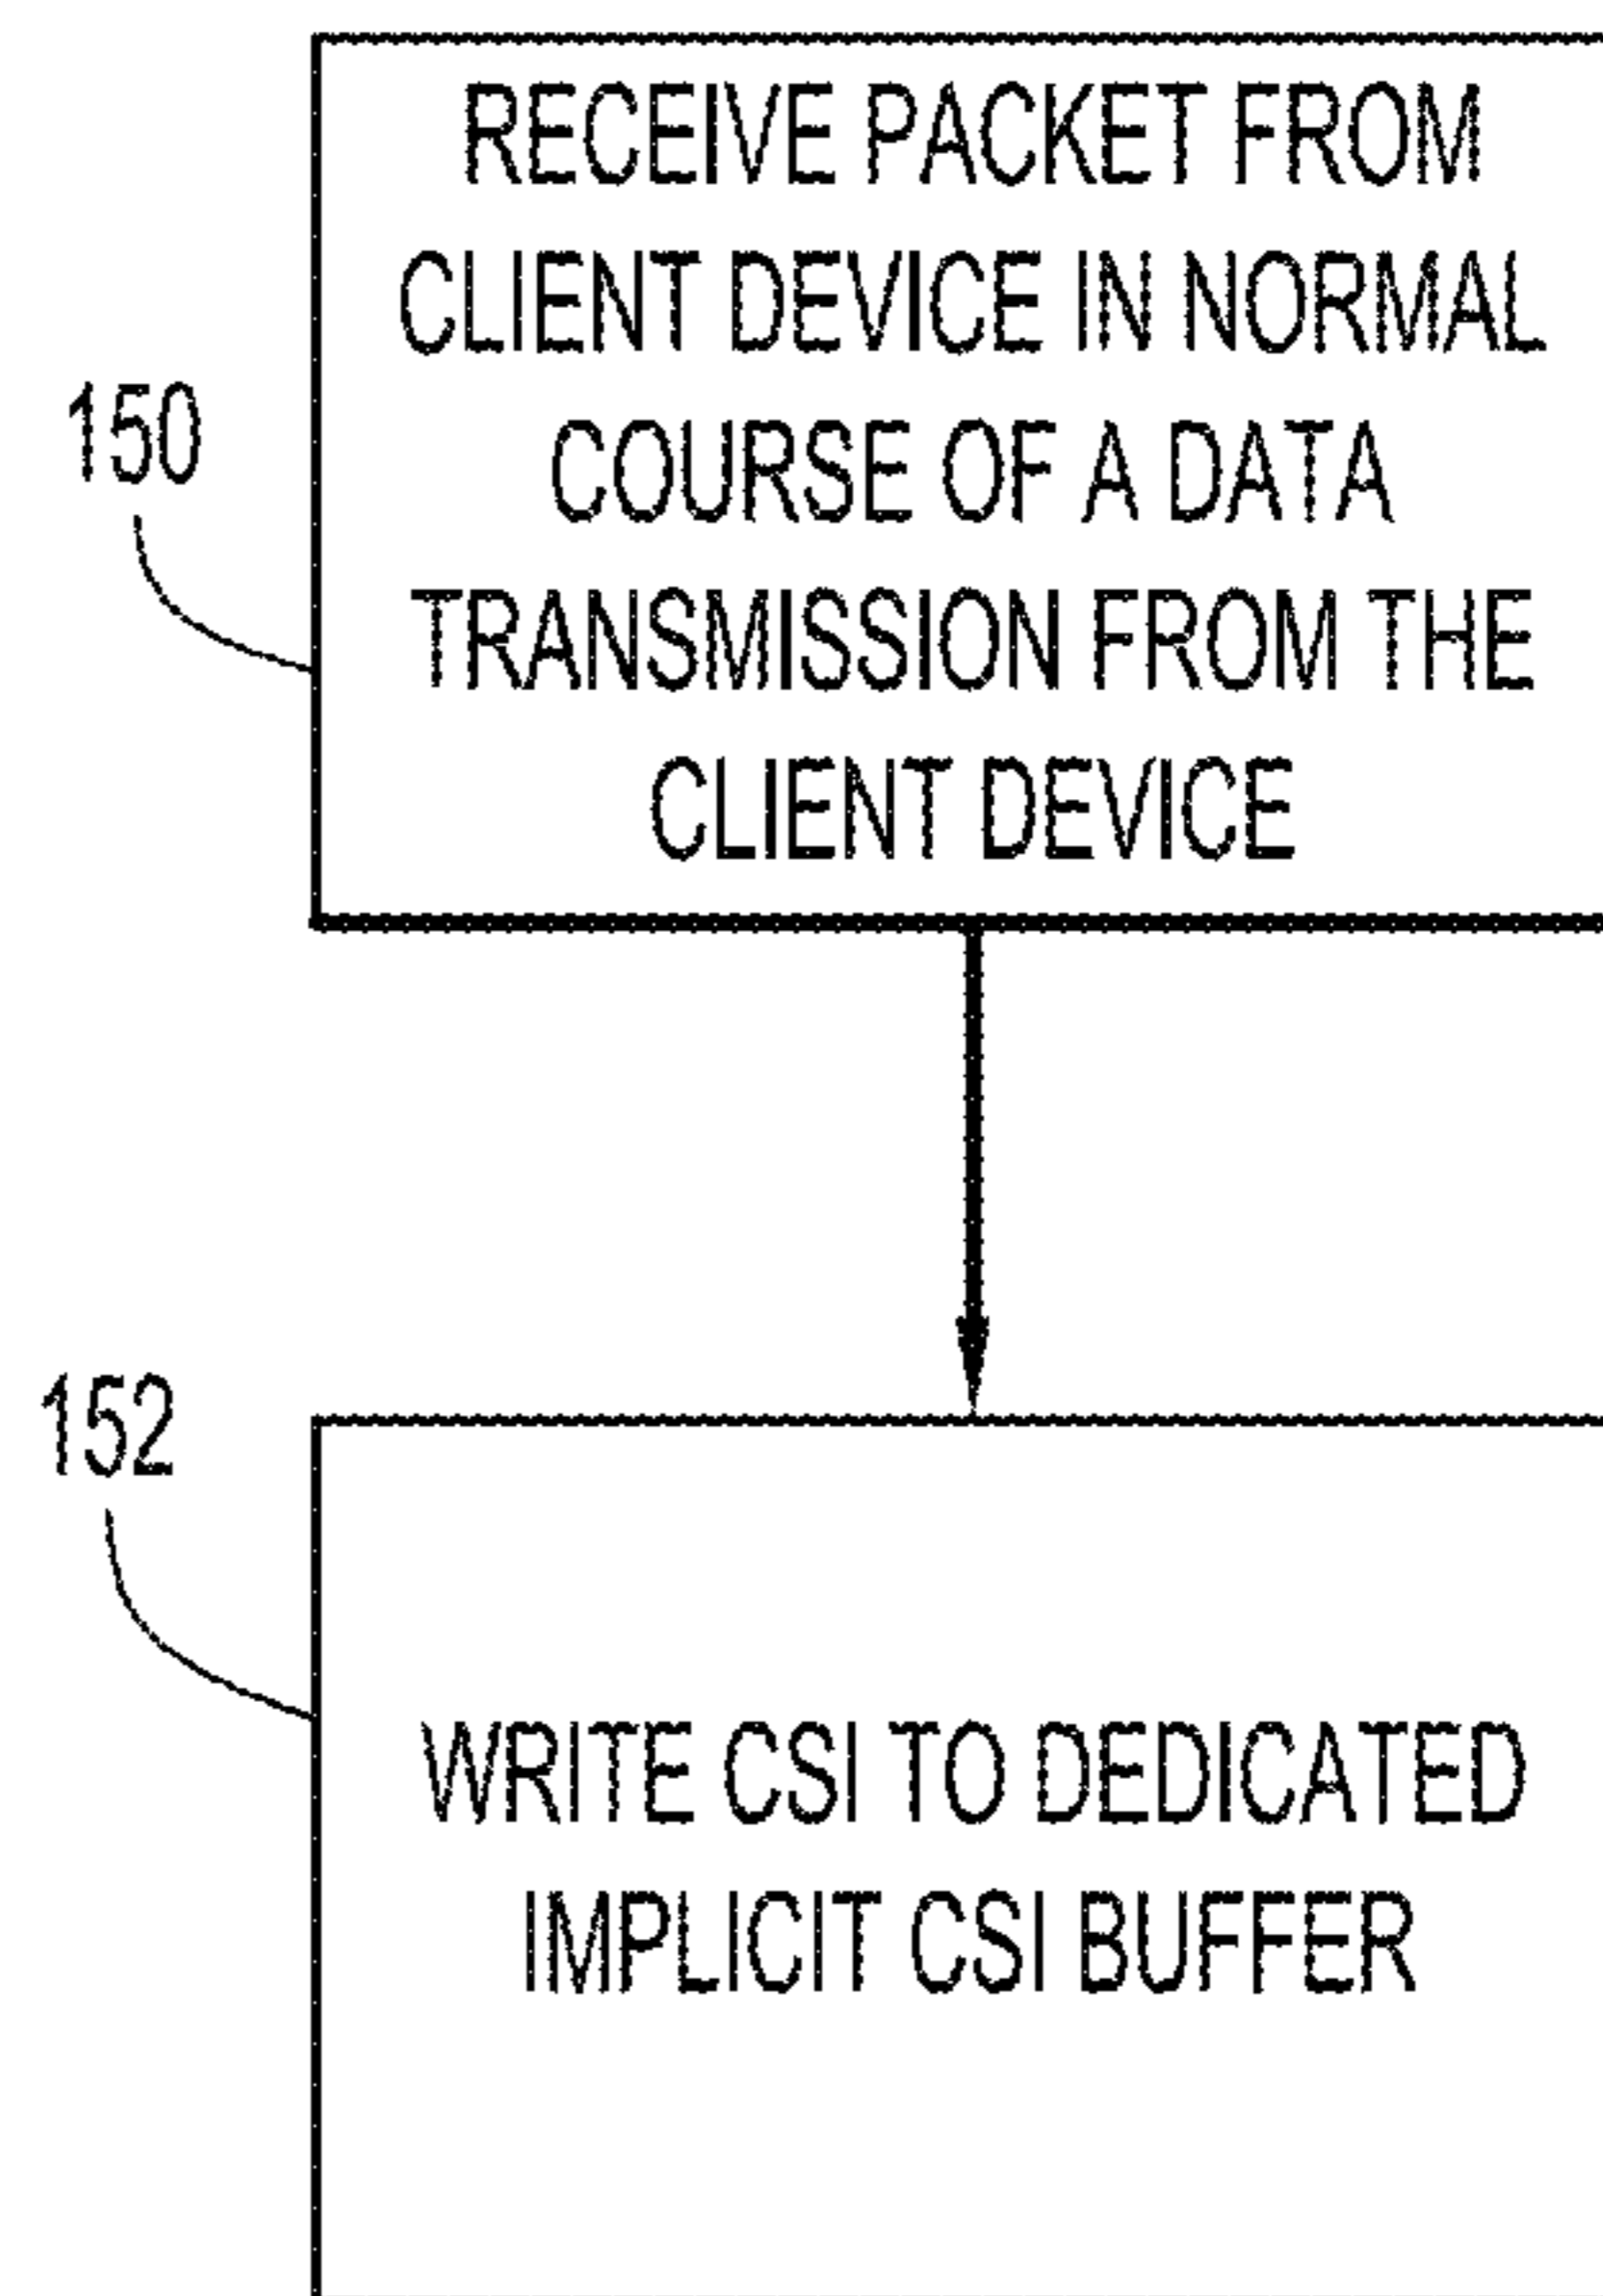 RECEIVE PACKET FROM
CLIENT DEVICE IN NORMAL
COURSE OF A DATA
TRANSMISSION FROM THE
CLIENT DEVICE
150
152
WRITE CSI TO DEDICATED
IMPLICIT CSI BUFFER